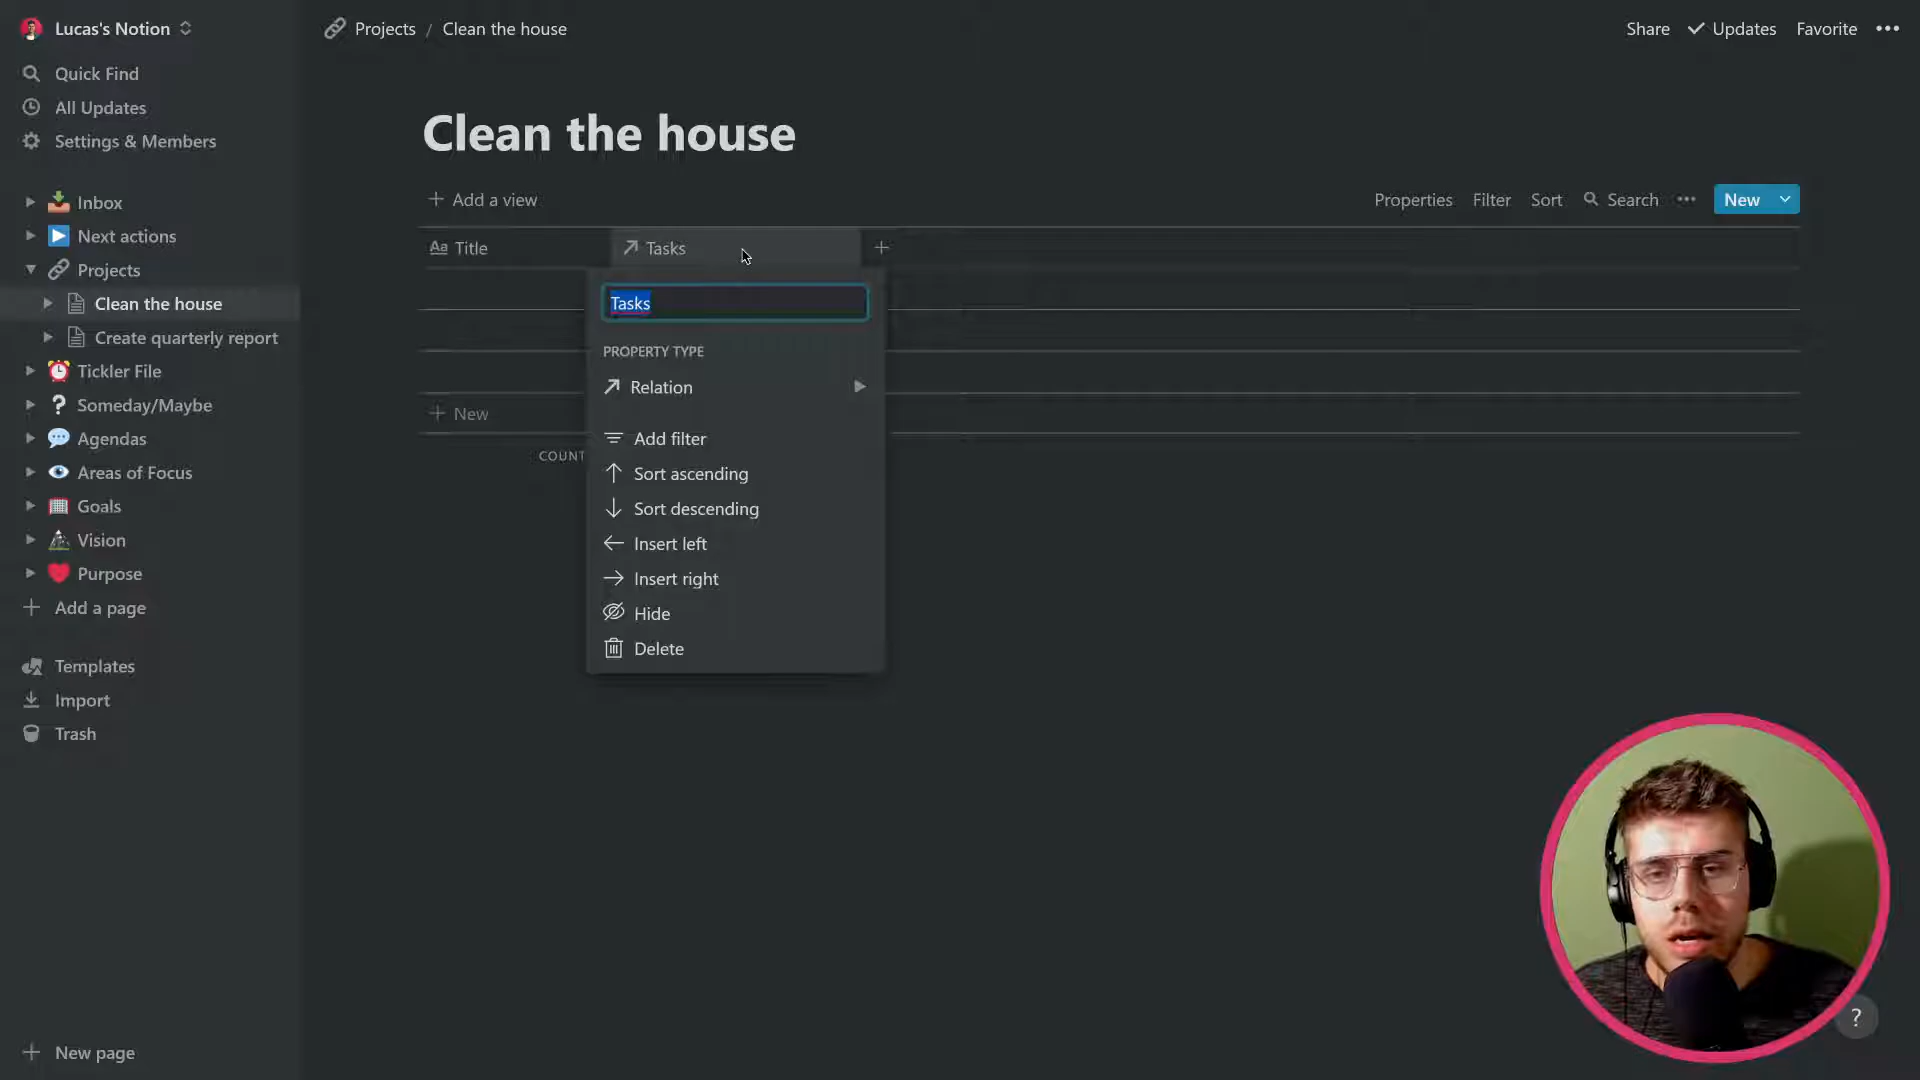 Lucas's Notion
Quick Find
All Updates
Settings & Members
Inbox
Next actions
Projects
Clean the house
Create quarterly report
Tickler File
Someday/Maybe
Agendas
Areas of Focus
Goals
Vision
Purpose
Add a page
Templates
Import
Trash
New page
Projects / Clean the house
Share Updates Favorite
Clean the house
Add a view
Properties Filter Sort Search New
Aa Title Tasks
Tasks
PROPERTY TYPE
Relation
Add filter
Sort ascending
Sort descending
Insert left
Insert right
Hide
Delete
New
COUNT
?